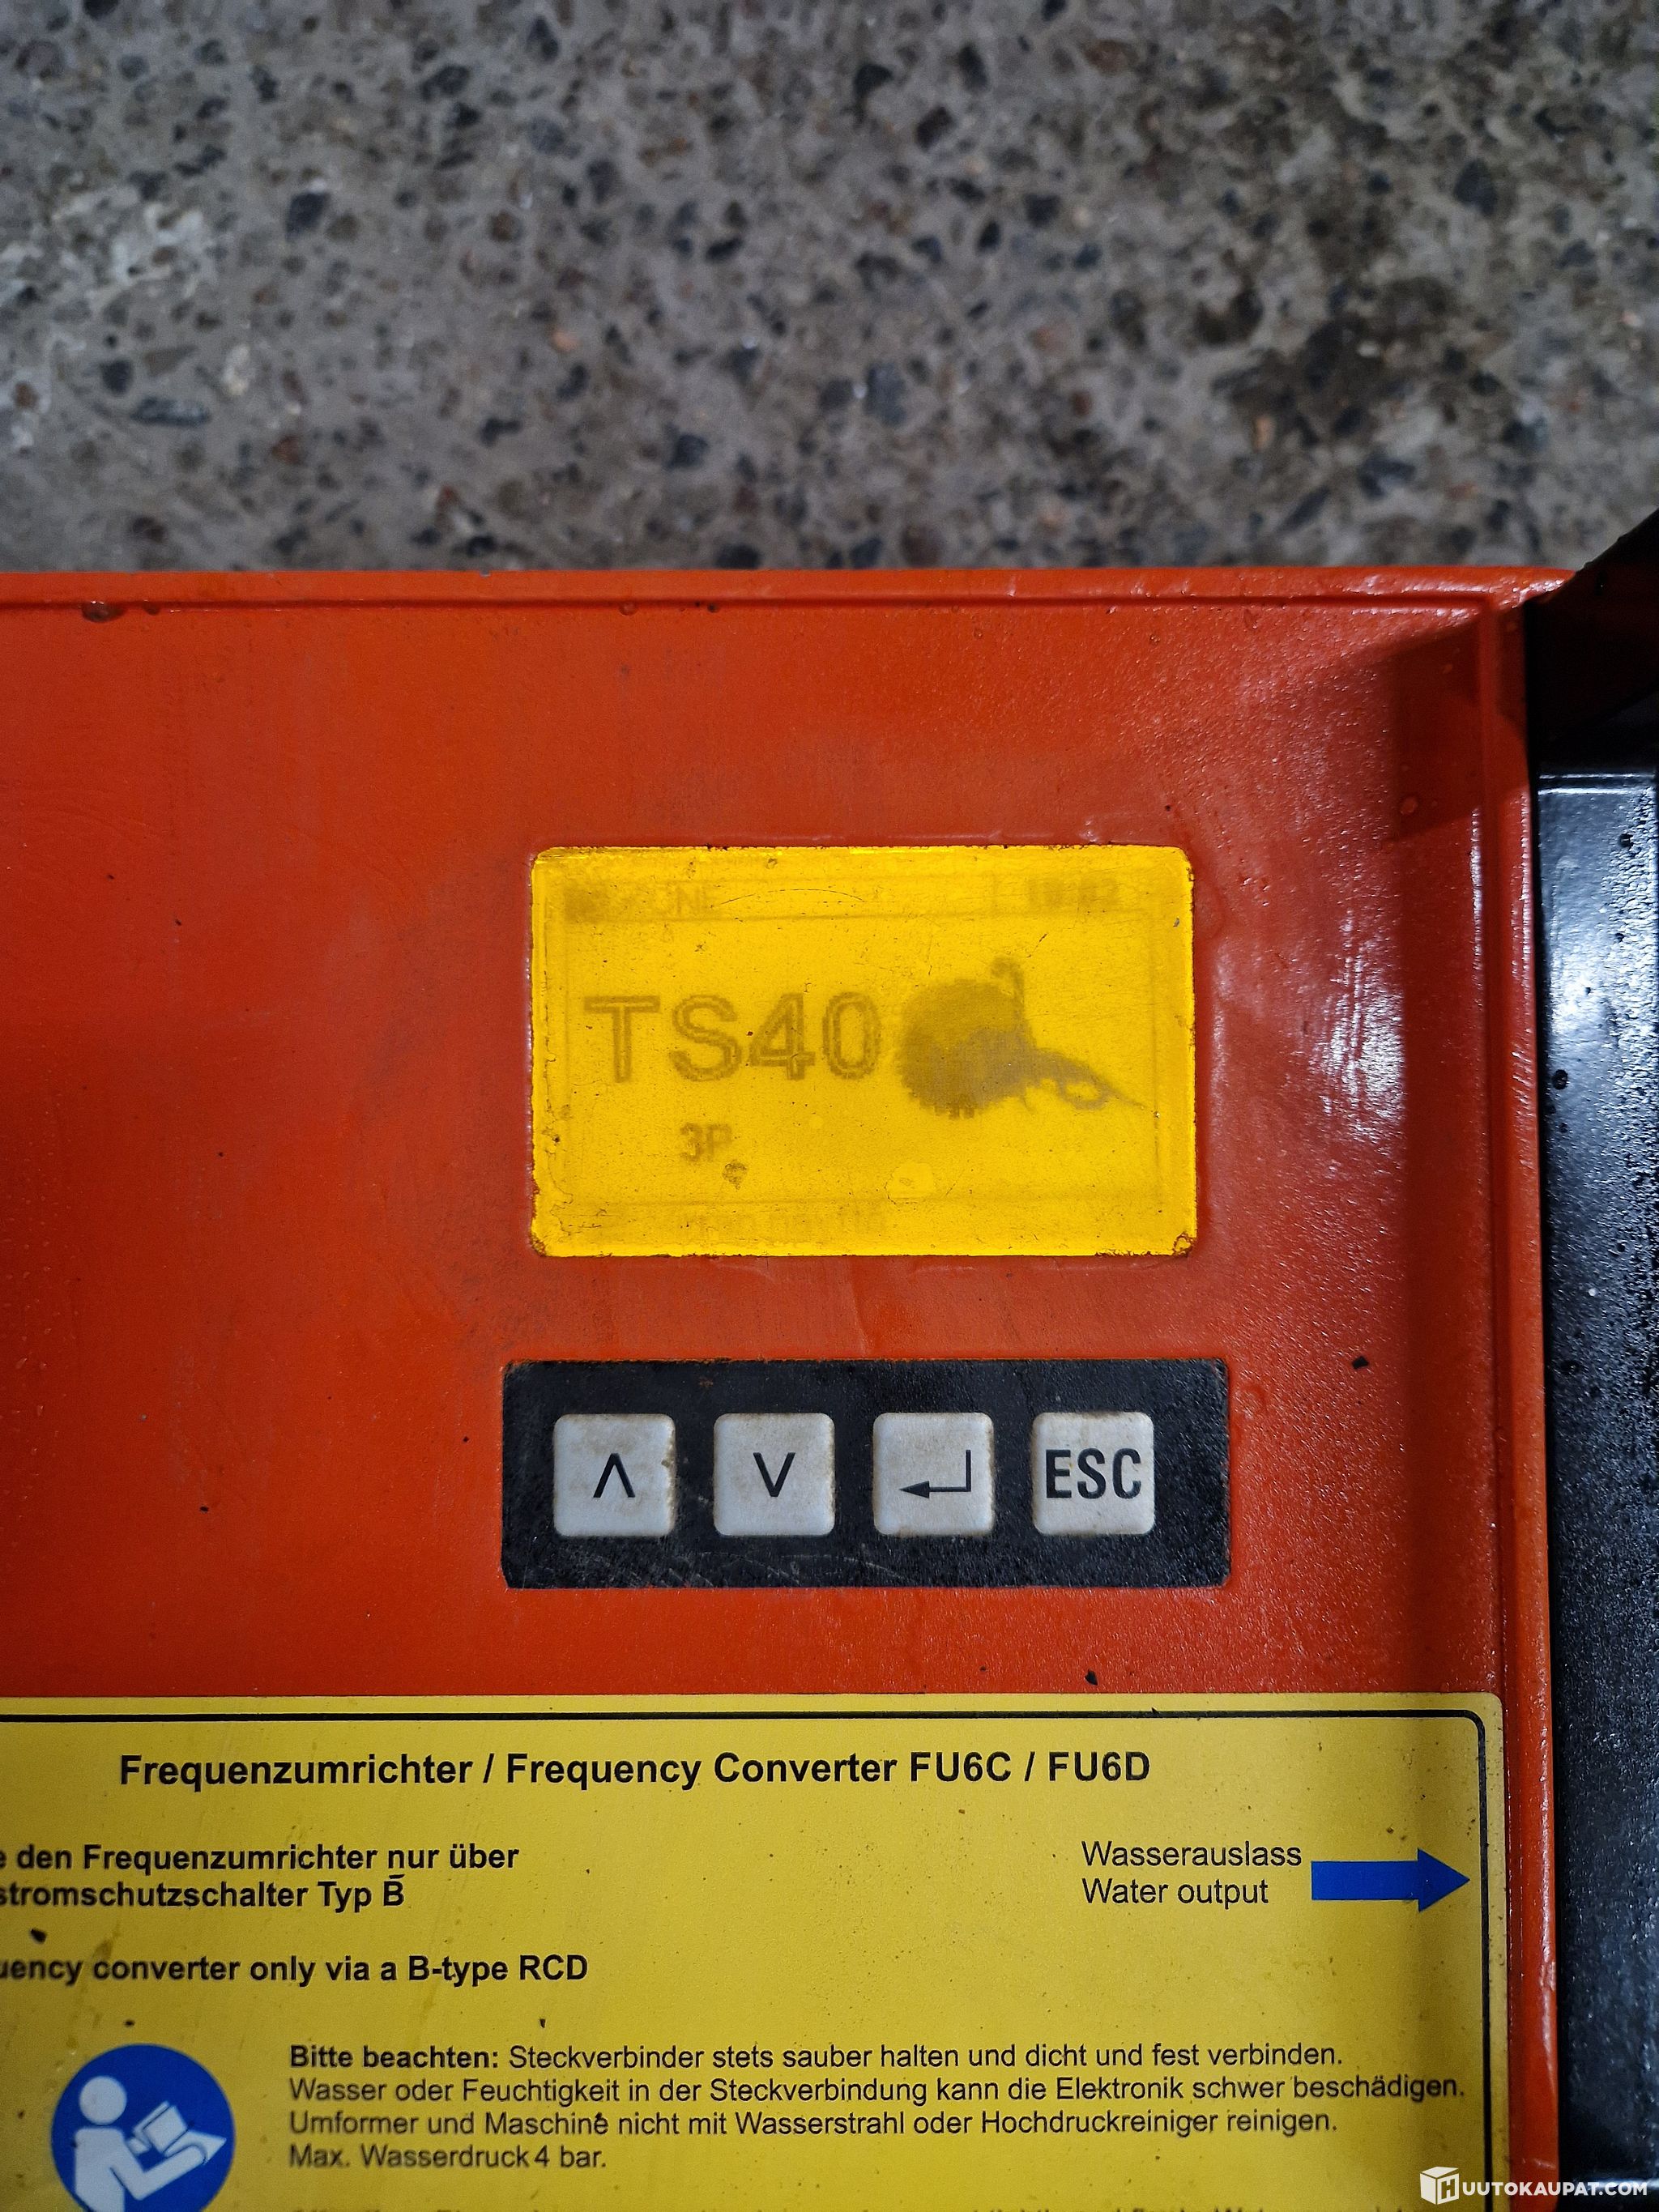 TS40
3P
ESC
Frequenzumrichter / Frequency Converter FU6C / FU6D
e den Frequenzumrichter nur über
stromschutzschalter Typ B
Wasserauslass
Water output
uency converter only via a B-type RCD
Bitte beachten: Steckverbinder stets sauber halten und dicht und fest verbinden.
Wasser oder Feuchtigkeit in der Steckverbindung kann die Elektronik schwer beschädigen.
Umformer und Maschine nicht mit Wasserstrahl oder Hochdruckreiniger reinigen.
Max. Wasserdruck 4 bar.
HUUTOKAUPAT.COM